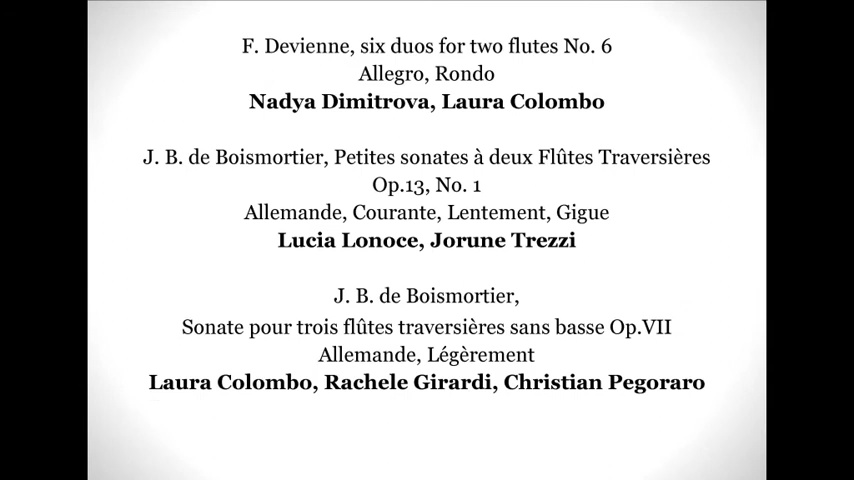 F. Devienne, six duos for two flutes No. 6
Allegro, Rondo
Nadya Dimitrova, Laura Colombo
J. B. de Boismortier, Petites sonates à deux Flûtes Traversières
Op.13, No. 1
Allemande, Courante, Lentement, Gigue
Lucia Lonoce, Jorune Trezzi
J. B. de Boismortier,
Sonate pour trois flûtes traversières sans basse Op.VII
Allemande, Légèrement
Laura Colombo, Rachele Girardi, Christian Pegoraro